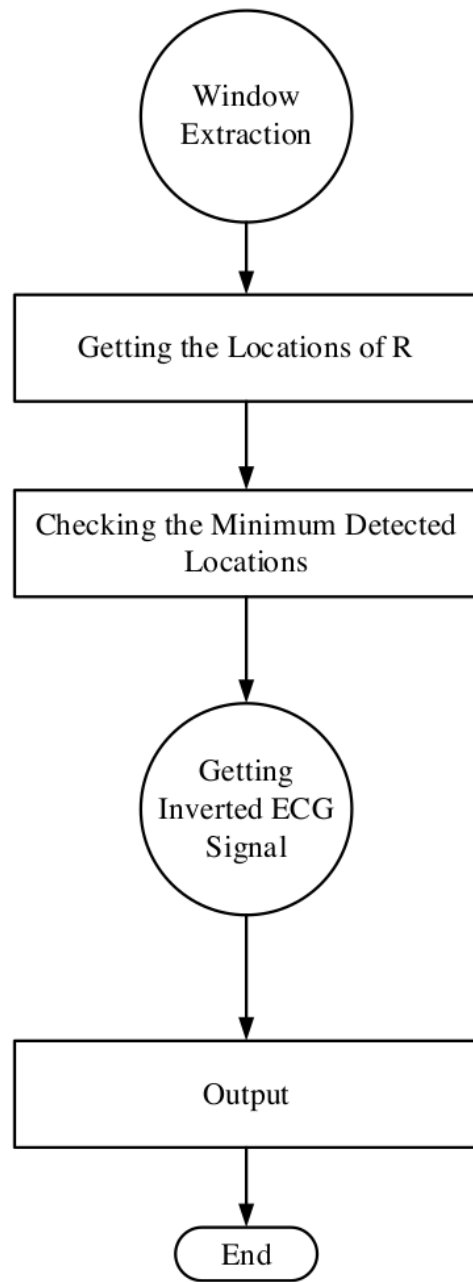 Window
Extraction
Getting the Locations of R
Checking the Minimum Detected
Locations
Getting
Inverted ECG
Signal
Output
End